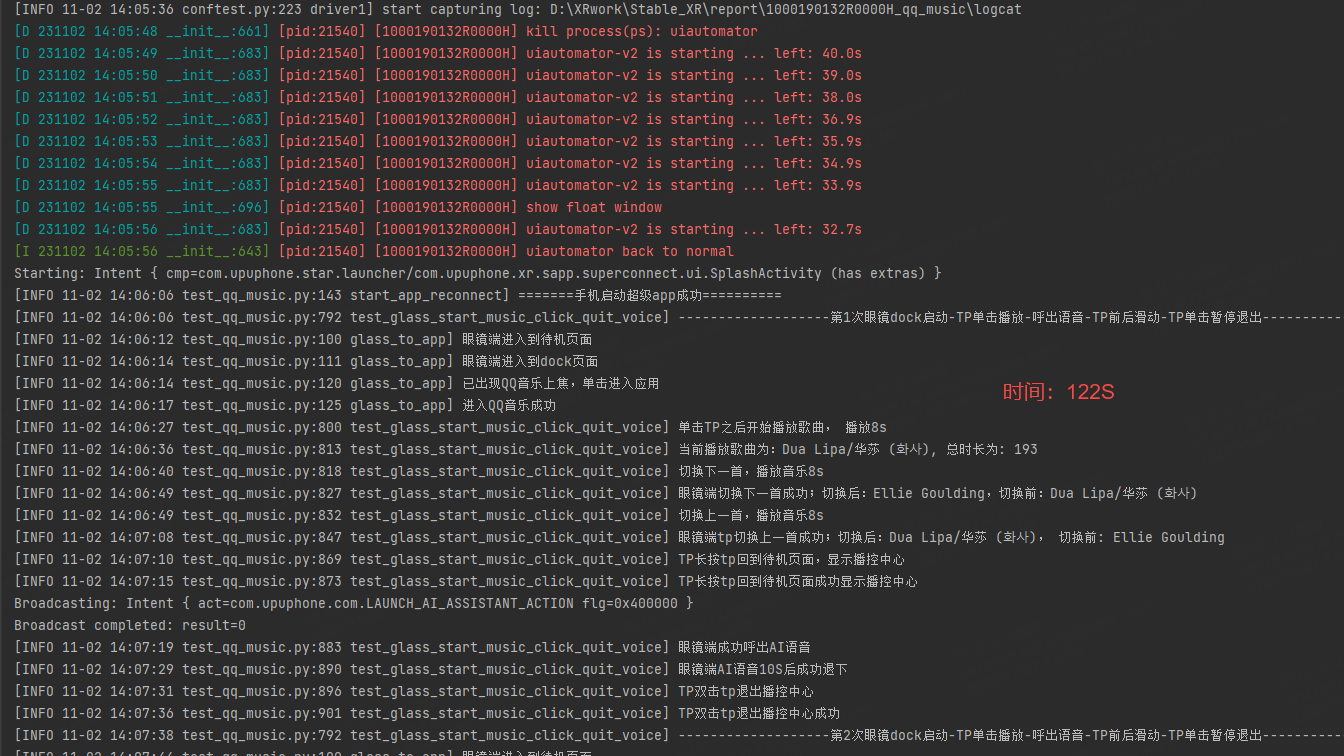 [INFO 11-02 14:05:36 conftest.py:223 driver1] start capturing log: D:\XRwork\Stable_XR\report\1000190132R0000H_qq_music\logcat
[D 231102 14:05:48 __init__:661] [pid:21540] [1000190132R0000H] kill process(ps): uiautomator
[D 231102 14:05:49 __init__:683] [pid:21540] [1000190132R0000H] uiautomator-v2 is starting ... left: 40.0s
[D 231102 14:05:50 __init__:683] [pid:21540] [1000190132R0000H] uiautomator-v2 is starting ... left: 39.0s
[D 231102 14:05:51 __init__:683] [pid:21540] [1000190132R0000H] uiautomator-v2 is starting ... left: 38.0s
[D 231102 14:05:52 __init__:683] [pid:21540] [1000190132R0000H] uiautomator-v2 is starting ... left: 36.9s
[D 231102 14:05:53 __init__:683] [pid:21540] [1000190132R0000H] uiautomator-v2 is starting ... left: 35.9s
[D 231102 14:05:54 __init__:683] [pid:21540] [1000190132R0000H] uiautomator-v2 is starting ... left: 34.9s
[D 231102 14:05:55 __init__:683] [pid:21540] [1000190132R0000H] uiautomator-v2 is starting ... left: 33.9s
[D 231102 14:05:55 __init__:696] [pid:21540] [1000190132R0000H] show float window
[D 231102 14:05:56 __init__:683] [pid:21540] [1000190132R0000H] uiautomator-v2 is starting ... left: 32.7s
[I 231102 14:05:56 __init__:643] [pid:21540] [1000190132R0000H] uiautomator back to normal
Starting: Intent { cmp=com.upuphone.star.launcher/com.upuphone.xr.sapp.superconnect.ui.SplashActivity (has extras) }
[INFO 11-02 14:06:06 test_qq_music.py:143 start_app_reconnect] =======手机启动超级app成功==========
[INFO 11-02 14:06:06 test_qq_music.py:792 test_glass_start_music_click_quit_voice] -------------------第1次眼镜dock启动-TP单击播放-呼出语音-TP前后滑动-TP单击暂停退出----------
[INFO 11-02 14:06:12 test_qq_music.py:100 glass_to_app] 眼镜端进入到待机页面
[INFO 11-02 14:06:14 test_qq_music.py:111 glass_to_app] 眼镜端进入到dock页面
[INFO 11-02 14:06:14 test_qq_music.py:120 glass_to_app] 已出现QQ音乐上焦，单击进入应用
时间：122S
[INFO 11-02 14:06:17 test_qq_music.py:125 glass_to_app] 进入QQ音乐成功
[INFO 11-02 14:06:27 test_qq_music.py:800 test_glass_start_music_click_quit_voice] 单击TP之后开始播放歌曲， 播放8s
[INFO 11-02 14:06:36 test_qq_music.py:813 test_glass_start_music_click_quit_voice] 当前播放歌曲为：Dua Lipa/华莎 (화사)，总时长为: 193
[INFO 11-02 14:06:40 test_qq_music.py:818 test_glass_start_music_click_quit_voice] 切换下一首，播放音乐8s
[INFO 11-02 14:06:49 test_qq_music.py:827 test_glass_start_music_click_quit_voice] 眼镜端切换下一首成功；切换后：Ellie Goulding，切换前：Dua Lipa/华莎 (화사)
[INFO 11-02 14:06:49 test_qq_music.py:832 test_glass_start_music_click_quit_voice] 切换上一首，播放音乐8s
[INFO 11-02 14:07:08 test_qq_music.py:847 test_glass_start_music_click_quit_voice] 眼镜端tp切换上一首成功；切换后：Dua Lipa/华莎 (화사)， 切换前: Ellie Goulding
[INFO 11-02 14:07:10 test_qq_music.py:869 test_glass_start_music_click_quit_voice] TP长按tp回到待机页面，显示播控中心
[INFO 11-02 14:07:15 test_qq_music.py:873 test_glass_start_music_click_quit_voice] TP长按tp回到待机页面成功显示播控中心
Broadcasting: Intent { act=com.upuphone.com.LAUNCH_AI_ASSISTANT_ACTION flg=0x400000 }
Broadcast completed: result=0
[INFO 11-02 14:07:19 test_qq_music.py:883 test_glass_start_music_click_quit_voice] 眼镜端成功呼出AI语音
[INFO 11-02 14:07:29 test_qq_music.py:890 test_glass_start_music_click_quit_voice] 眼镜端AI语音10S后成功退下
[INFO 11-02 14:07:31 test_qq_music.py:896 test_glass_start_music_click_quit_voice] TP双击tp退出播控中心
[INFO 11-02 14:07:36 test_qq_music.py:901 test_glass_start_music_click_quit_voice] TP双击tp退出播控中心成功
[INFO 11-02 14:07:38 test_qq_music.py:792 test_glass_start_music_click_quit_voice] -------------------第2次眼镜dock启动-TP单击播放-呼出语音-TP前后滑动-TP单击暂停退出----------
[INFO 11-02 14:07:44 test_qq_music.py:100 glass_to_app] 眼镜端进入到待机页面